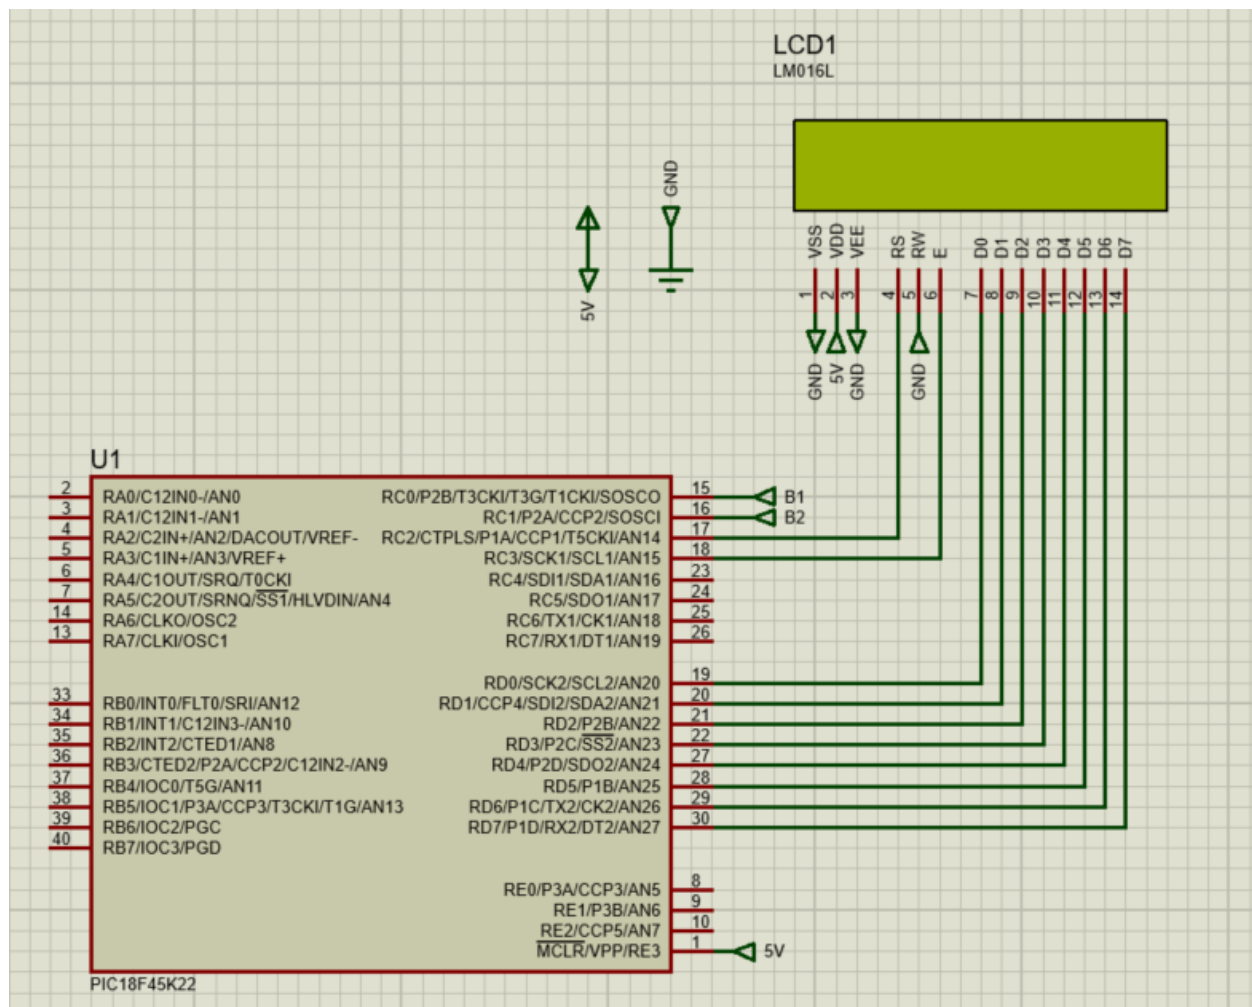 LCD1
LM016L
GND
5V
VSS
VDD
VEE
RS
RW
E
D0
D1
D2
D3
D4
D5
D6
D7
1
2
3
4
5
6
7
8
9
10
11
12
13
14
GND
5V
GND
GND
U1
2 RA0/C12IN0-/AN0
3 RA1/C12IN1-/AN1
4 RA2/C2IN+/AN2/DACOUT/VREF-
5 RA3/C1IN+/AN3/VREF+
6 RA4/C1OUT/SRQ/T0CKI
7 RA5/C2OUT/SRNQ/SS1/HLVDIN/AN4
14 RA6/CLKO/OSC2
13 RA7/CLKI/OSC1
33 RB0/INT0/FLT0/SRI/AN12
34 RB1/INT1/C12IN3-/AN10
35 RB2/INT2/CTED1/AN8
36 RB3/CTED2/P2A/CCP2/C12IN2-/AN9
37 RB4/IOC0/T5G/AN11
38 RB5/IOC1/P3A/CCP3/T3CKI/T1G/AN13
39 RB6/IOC2/PGC
40 RB7/IOC3/PGD
RC0/P2B/T3CKI/T3G/T1CKI/SOSCO 15 B1
RC1/P2A/CCP2/SOSCI 16 B2
RC2/CTPLS/P1A/CCP1/T5CKI/AN14 17
RC3/SCK1/SCL1/AN15 18
RC4/SDI1/SDA1/AN16 23
RC5/SDO1/AN17 24
RC6/TX1/CK1/AN18 25
RC7/RX1/DT1/AN19 26
RD0/SCK2/SCL2/AN20 19
RD1/CCP4/SDI2/SDA2/AN21 20
RD2/P2B/AN22 21
RD3/P2C/SS2/AN23 22
RD4/P2D/SDO2/AN24 27
RD5/P1B/AN25 28
RD6/P1C/TX2/CK2/AN26 29
RD7/P1D/RX2/DT2/AN27 30
RE0/P3A/CCP3/AN5 8
RE1/P3B/AN6 9
RE2/CCP5/AN7 10
MCLR/VPP/RE3 1 5V
PIC18F45K22